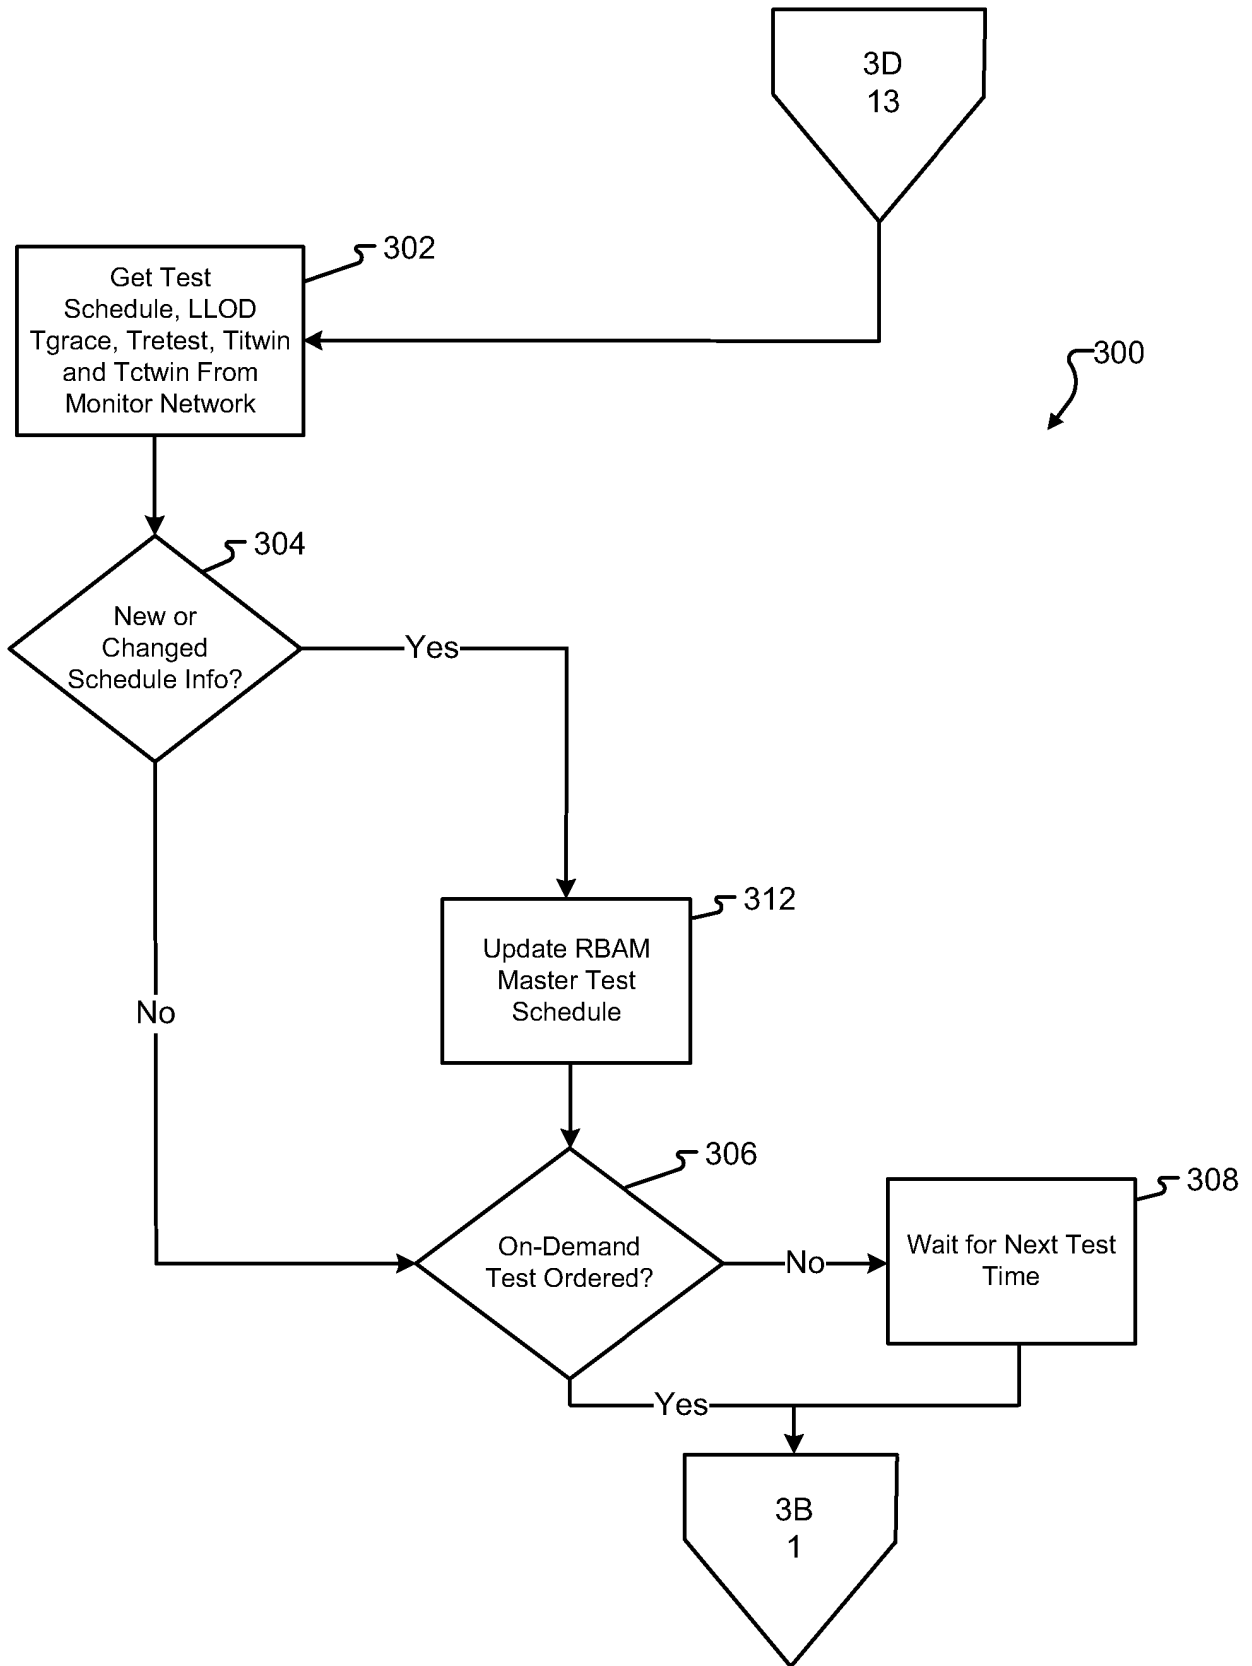 3D
13
302
Get Test
Schedule, LLOD
Tgrace, Tretest, Titwin
and Tctwin From
Monitor Network
300
304
New or
Changed
Schedule Info?
Yes
312
Update RBAM
Master Test
Schedule
No
306
On-Demand
Test Ordered?
No
308
Wait for Next Test
Time
Yes
3B
1